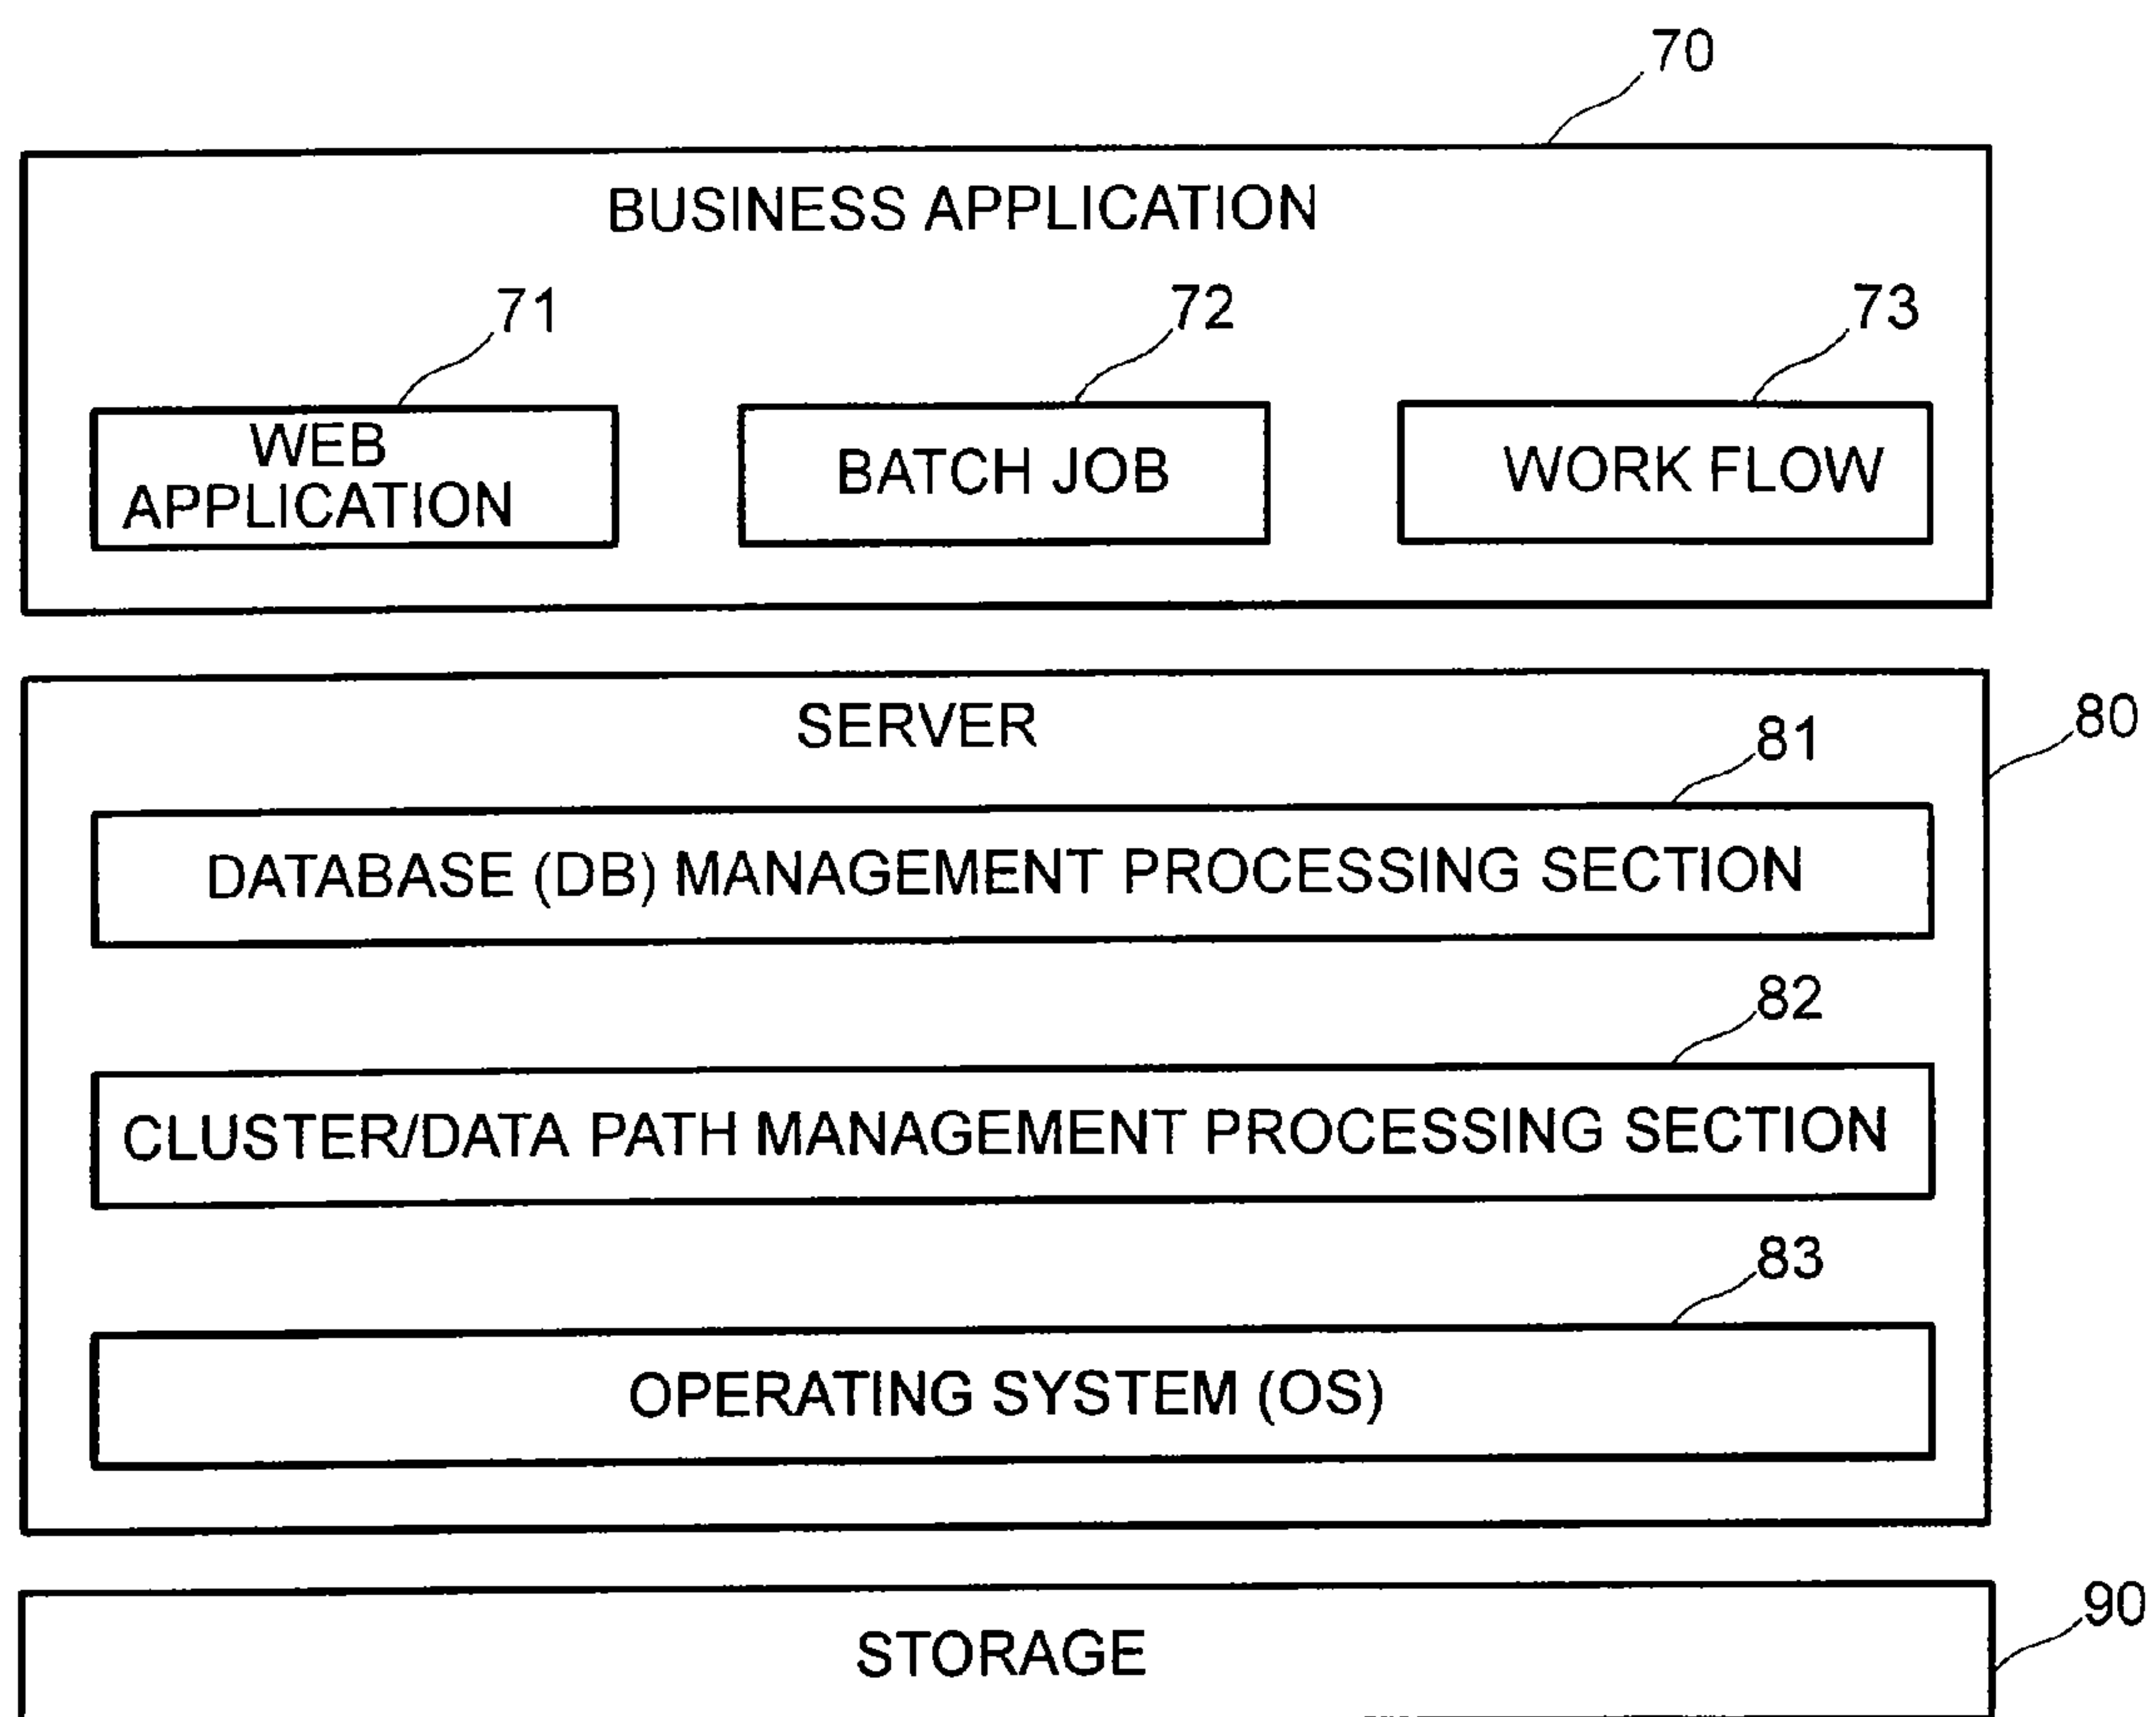 70
BUSINESS APPLICATION
71
72
73
WEB
APPLICATION
BATCH JOB
WORK FLOW
SERVER
80
81
DATABASE (DB) MANAGEMENT PROCESSING SECTION
82
CLUSTER/DATA PATH MANAGEMENT PROCESSING SECTION
83
OPERATING SYSTEM (OS)
90
STORAGE